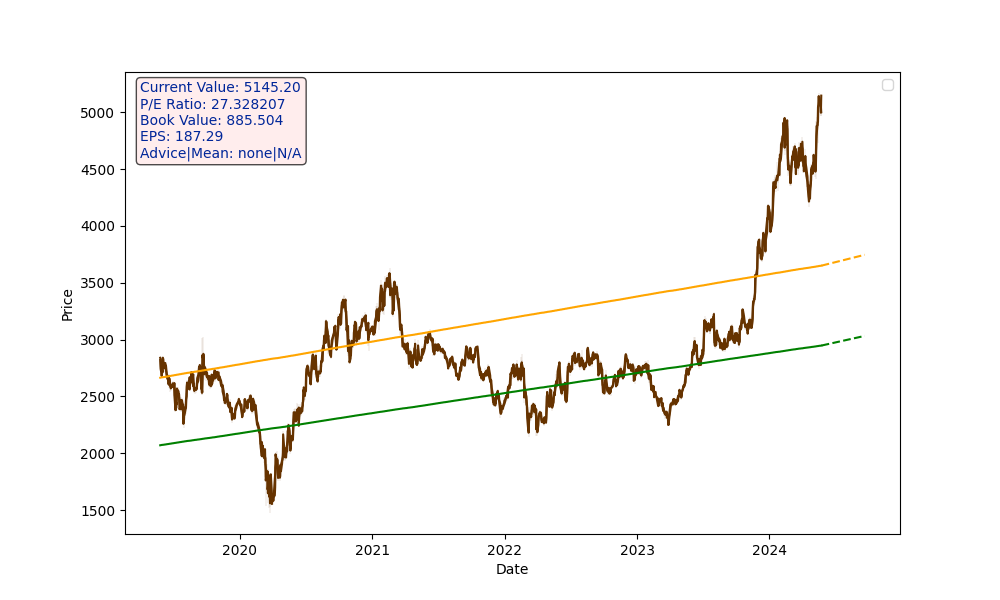 Current Value: 5145.20
P/E Ratio: 27.328207
Book Value: 885.504
EPS: 187.29
Advice|Mean: none|N/A
5000
4500
4000
3500
3000
2500
2000
1500
Price
2020 2021 2022 2023 2024
Date